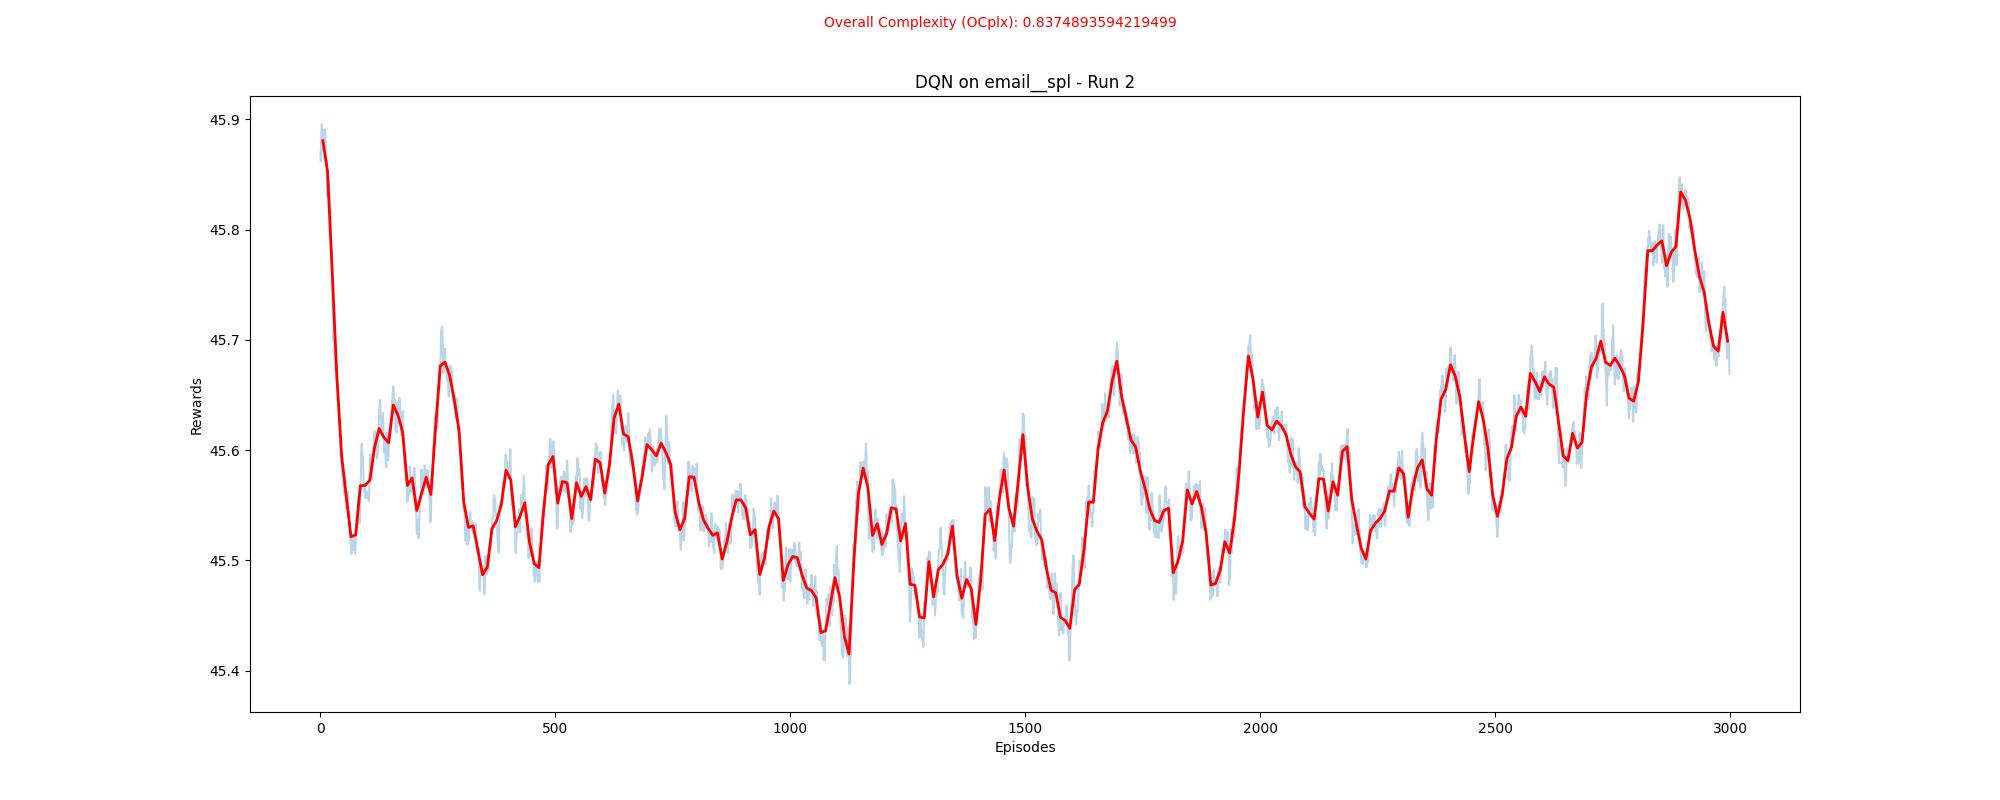 Overall Complexity (OCplx): 0.8374893594219499
DQN on email__spl - Run 2
45.9
45.8
45.7
45.6
45.5
45.4
Rewards
0 500 1000 1500 2000 2500 3000
Episodes